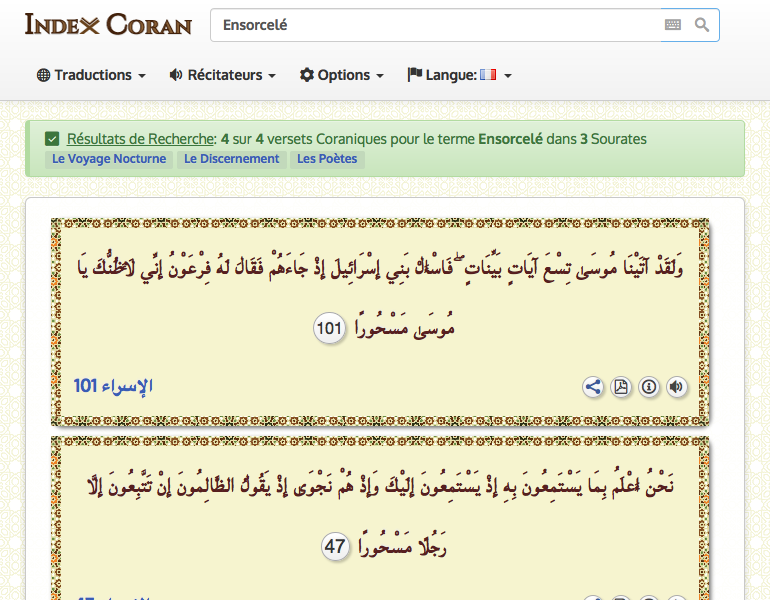 INDEX CORAN
Ensorcelé
Traductions Récitateurs Options Langue:
Résultats de Recherche: 4 sur 4 versets Coraniques pour le terme Ensorcelé dans 3 Sourates
Le Voyage Nocturne Le Discernement Les Poètes
وَلَقَدْ آتَيْنَا مُوسَى تِسْعَ آيَاتٍ بَيِّنَاتٍ ۖ فَاسْأَلْ بَنِي إِسْرَائِيلَ إِذْ جَاءَهُمْ فَقَالَ لَهُ فِرْعَوْنُ إِنِّي لَأَظُنُّكَ يَا
مُوسَى مَسْحُورًا 101
الإسراء 101
نَحْنُ أَعْلَمُ بِمَا يَسْتَمِعُونَ بِهِ إِذْ يَسْتَمِعُونَ إِلَيْكَ وَإِذْ هُمْ نَجْوَى إِذْ يَقُولُ الظَّالِمُونَ إِنْ تَتَّبِعُونَ إِلَّا
رَجُلًا مَسْحُورًا 47